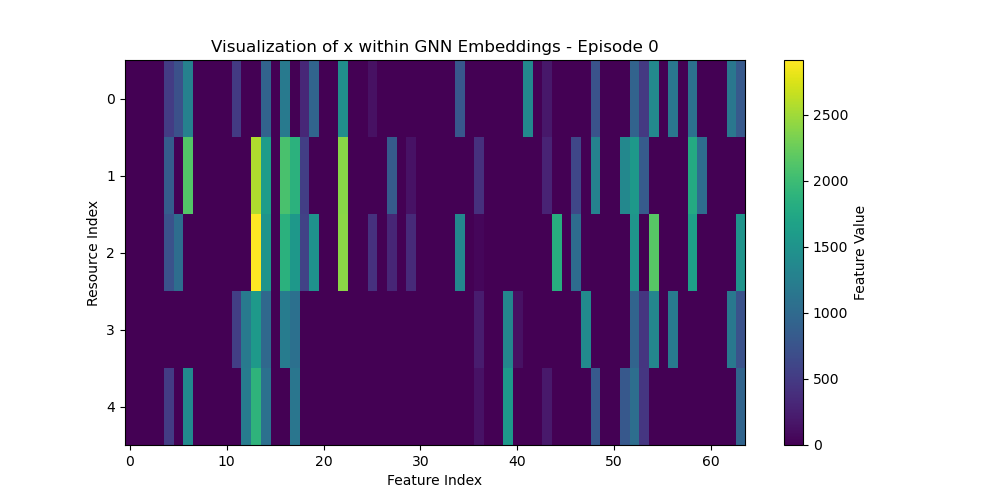 Visualization of x within GNN Embeddings - Episode 0
Resource Index
0
1
2
3
4
0 10 20 30 40 50 60
Feature Index
2500
2000
1500
1000
500
0
Feature Value